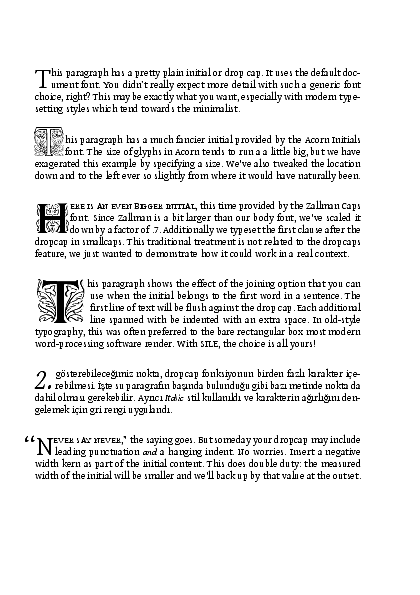 This paragraph has a pretty plain initial or drop cap. It uses the default doc-
ument font. You didn't really expect more detail with such a generic font
choice, right? This may be exactly what you want, especially with modern type-
setting styles which tend towards the minimalist.
This paragraph has a much fancier initial provided by the Acorn Initials
font. The size of glyphs in Acorn tends to run a a little big, but we have
exagerated this example by specifying a size. We've also tweaked the location
down and to the left ever so slightly from where it would have naturally been.
Here is an even bigger initial, this time provided by the Zallman Caps
font. Since Zallman is a bit larger than our body font, we've scaled it
down by a factor of .7. Additionally we typeset the first clause after the
dropcap in smallcaps. This traditional treatment is not related to the dropcaps
feature, we just wanted to demonstrate how it could work in a real context.
This paragraph shows the effect of the joining option that you can
use when the initial belongs to the first word in a sentence. The
first line of text will be flush against the drop cap. Each additional
line spanned with be indented with an extra space. In old-style
typography, this was often preferred to the bare rectangular box most modern
word-processing software render. With SILE, the choice is all yours!
2. gösterebileceğimiz nokta, dropcap fonksiyonun birden fazlı karakter içe-
rebilmesi. İşte su paragrafın başında bulunduğu gibi bazı metinde nokta da
dahil olması gerekebilir. Ayrıcı Italic stil kullanıldı ve karakterin ağırlığını den-
gelemek için gri rengi uygulandı.
“Never say never,” the saying goes. But someday your dropcap may include
leading punctuation and a hanging indent. No worries. Insert a negative
width kern as part of the initial content. This does double duty: the measured
width of the initial will be smaller and we'll back up by that value at the outset.